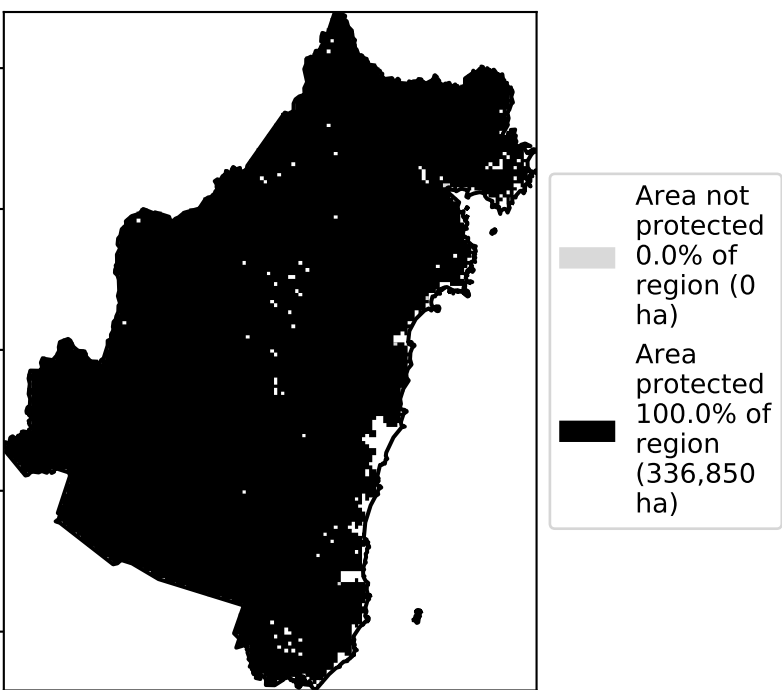 Area not
protected
0.0% of
region (0
ha)
Area
protected
100.0% of
region
(336,850
ha)